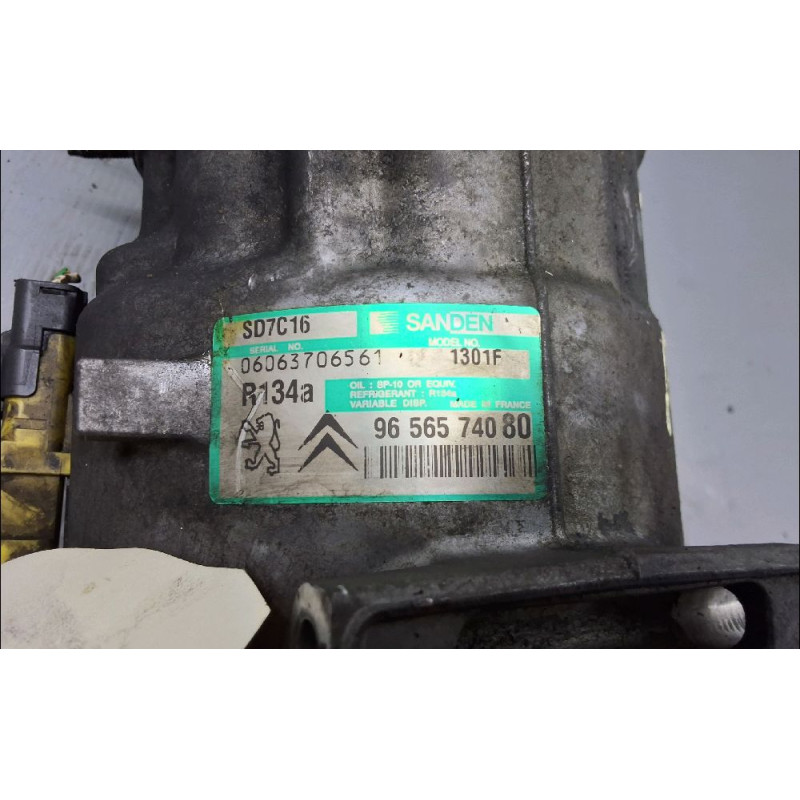 SD7C16 SANDEN
SERIAL NO. MODEL NO.
06063706561 1301F
R134a OIL : SP-10 OR EQUIV.
REFRIGERANT : R134a
VARIABLE DISP. MADE IN FRANCE
96 565 740 80